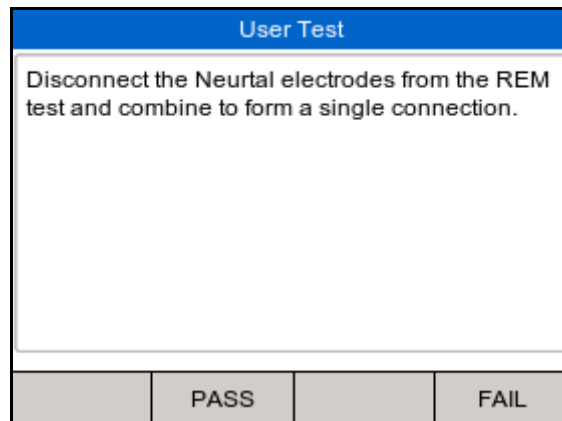 User Test
Disconnect the Neurtal electrodes from the REM
test and combine to form a single connection.
PASS
FAIL